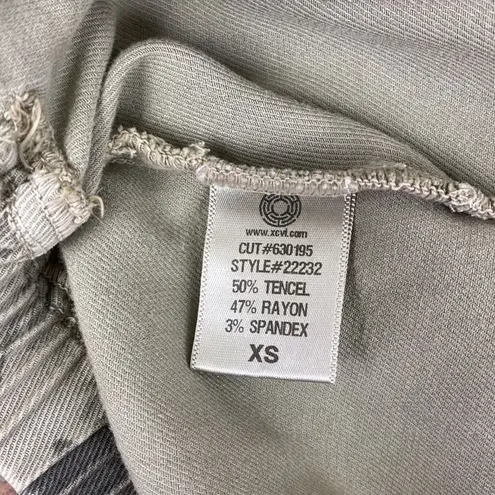 www.xcvi.com
CUT#630195
STYLE#22232
50% TENCEL
47% RAYON
3% SPANDEX
XS